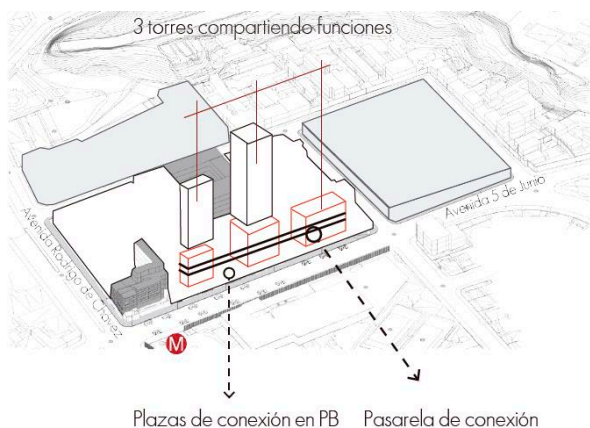 3 torres compartiendo funciones
Avenida 5 de Junio
Avenida Rodrigo de Chávez
M
Plazas de conexión en PB
Pasarela de conexión